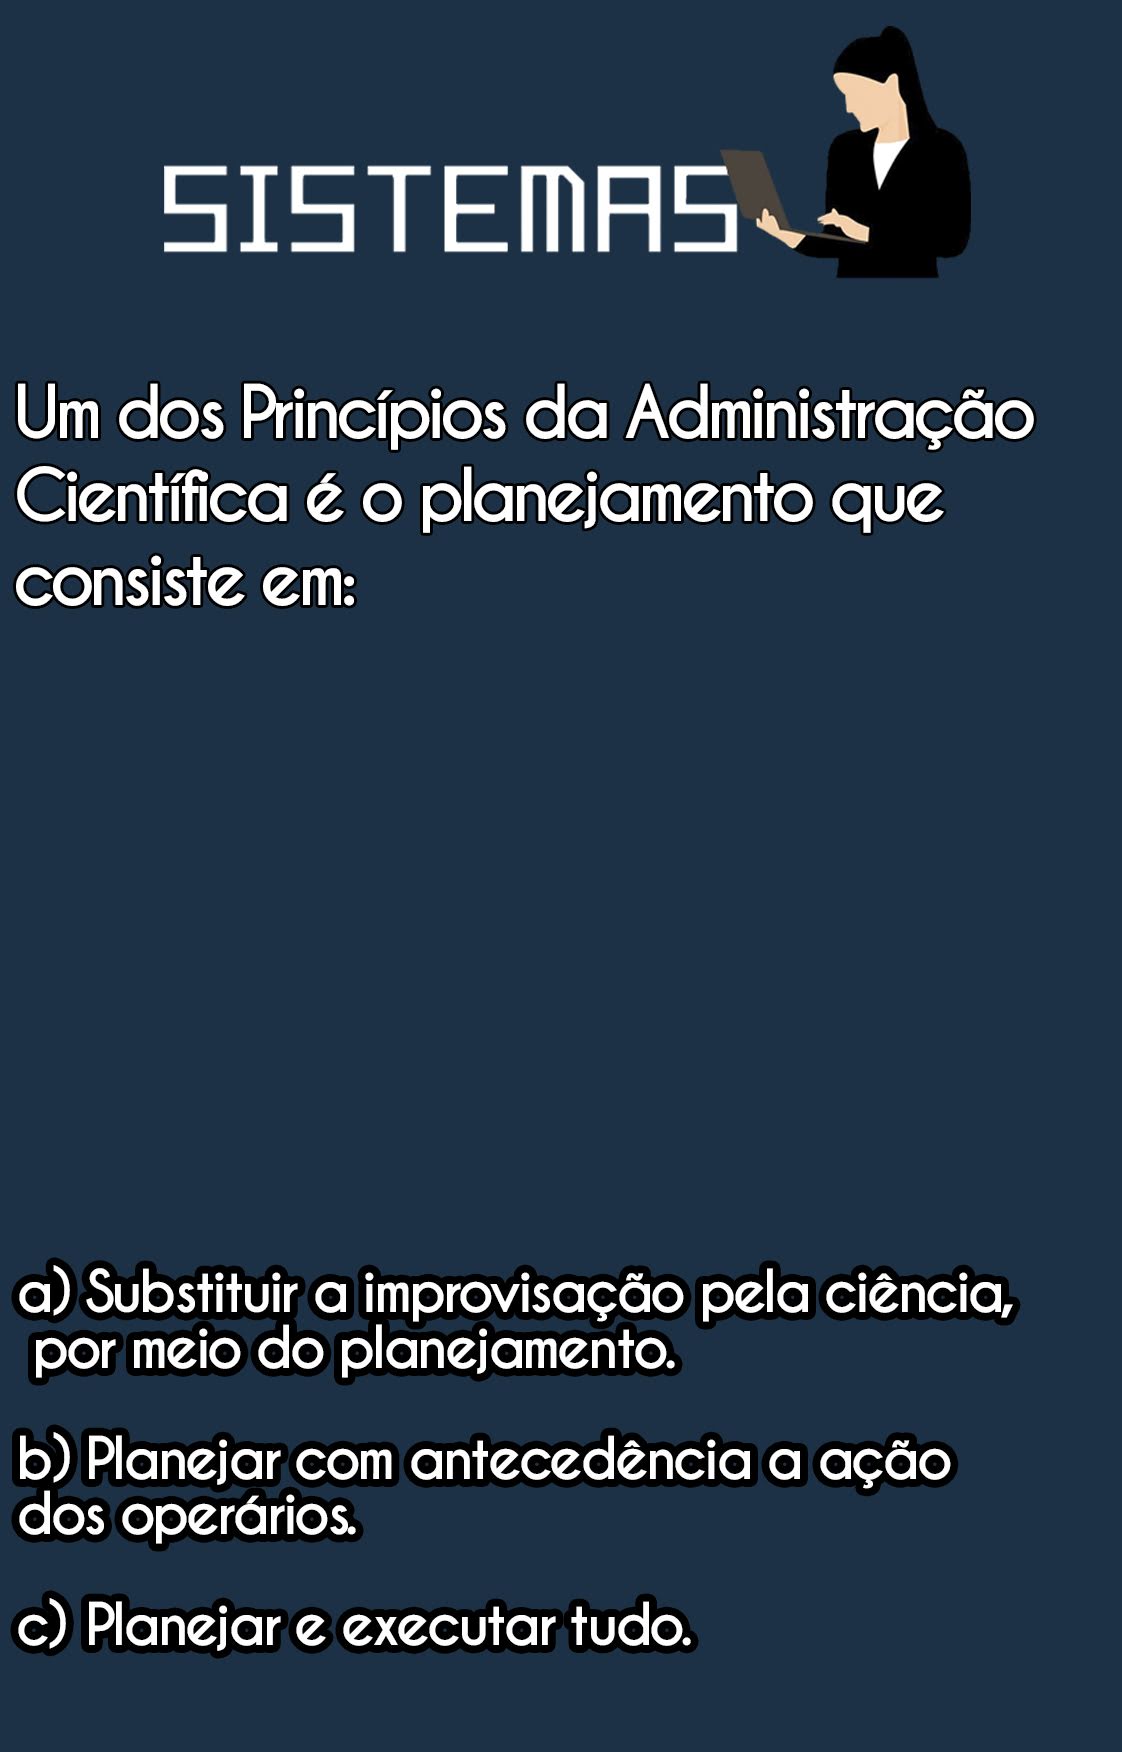 SISTEMAS
Um dos Princípios da Administração
Científica é o planejamento que
consiste em:
a) Substituir a improvisação pela ciência,
por meio do planejamento.
b) Planejar com antecedência a ação
dos operários.
c) Planejar e executar tudo.